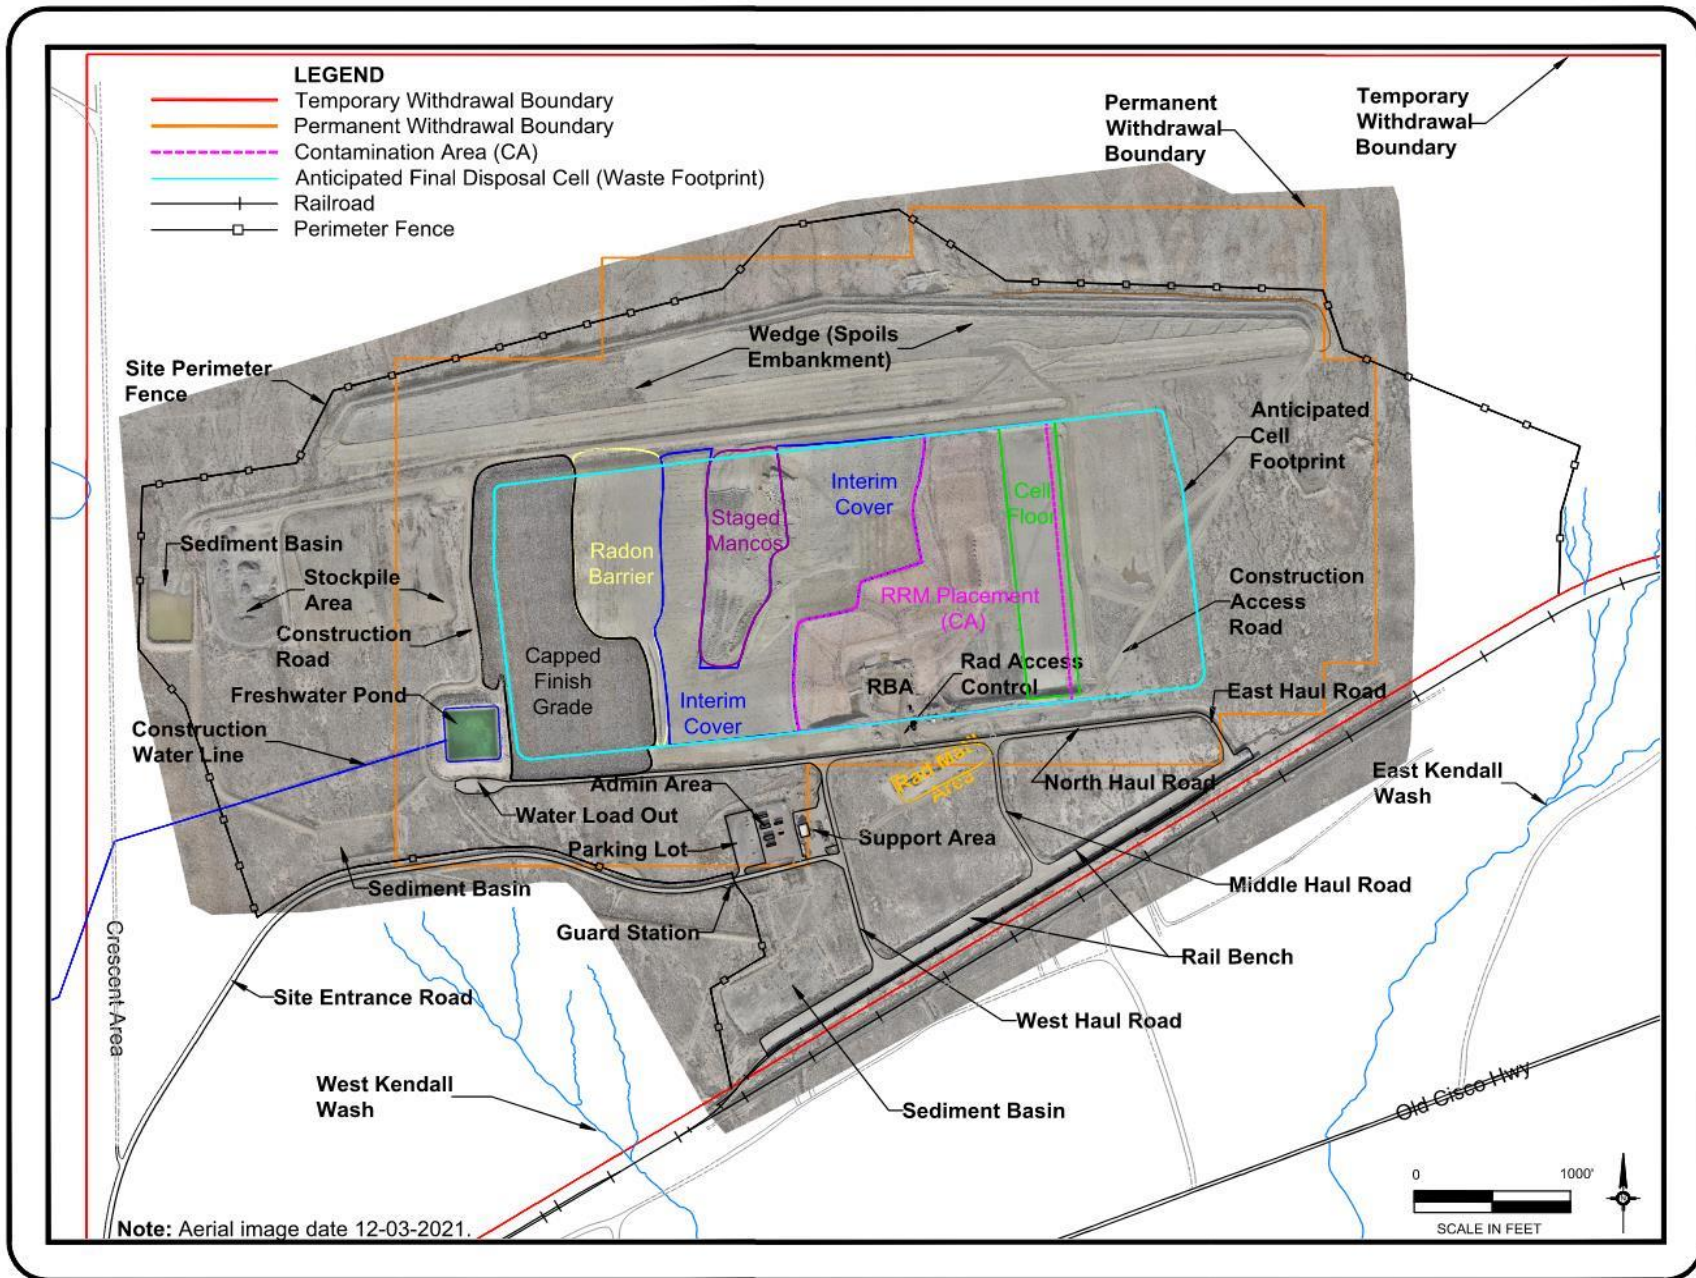 LEGEND
Temporary Withdrawal Boundary
Permanent Withdrawal Boundary
Contamination Area (CA)
Anticipated Final Disposal Cell (Waste Footprint)
Railroad
Perimeter Fence
Permanent
Withdrawal
Boundary
Temporary
Withdrawal
Boundary
Wedge (Spoils
Embankment)
Site Perimeter
Fence
Anticipated
Cell
Footprint
Interim
Cover
Cell
Floor
Staged
Mancos
Radon
Barrier
Sediment Basin
Stockpile
Area
Construction
Road
RRM Placement
(CA)
Construction
Access
Road
Capped
Finish
Grade
Rad Access
Control
RBA
Freshwater Pond
Interim
Cover
East Haul Road
Construction
Water Line
Rad Mat'l
Area
North Haul Road
East Kendall
Wash
Admin Area
Water Load Out
Parking Lot
Support Area
Sediment Basin
Middle Haul Road
Guard Station
Rail Bench
Crescent Area
Site Entrance Road
West Haul Road
West Kendall
Wash
Sediment Basin
Old Cisco Hwy
0 1000'
SCALE IN FEET
N
Note: Aerial image date 12-03-2021.